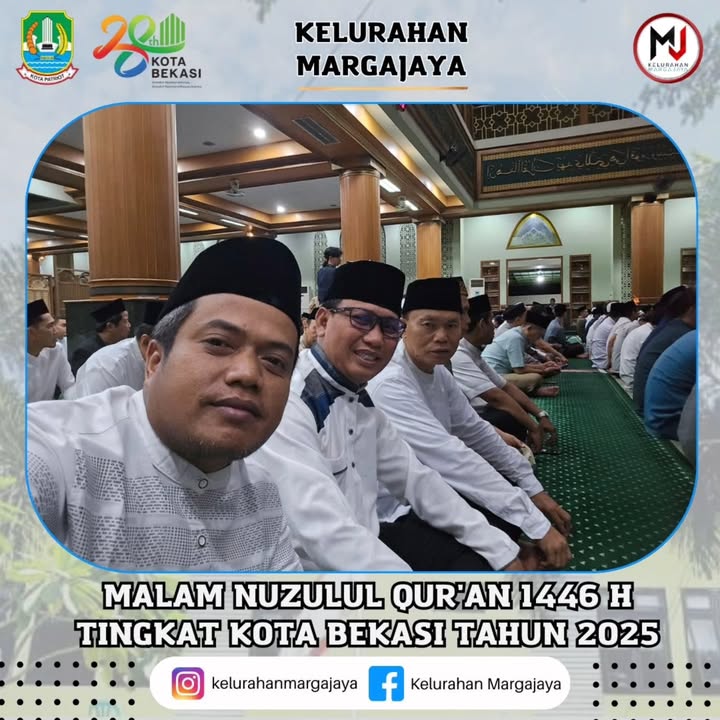 KOTA PATRIOT
28th KOTA
BEKASI
KELURAHAN
MARGAJAYA
MJ
KELURAHAN
MARGAJAYA
MALAM NUZULUL QUR'AN 1446 H
TINGKAT KOTA BEKASI TAHUN 2025
kelurahanmargajaya
Kelurahan Margajaya